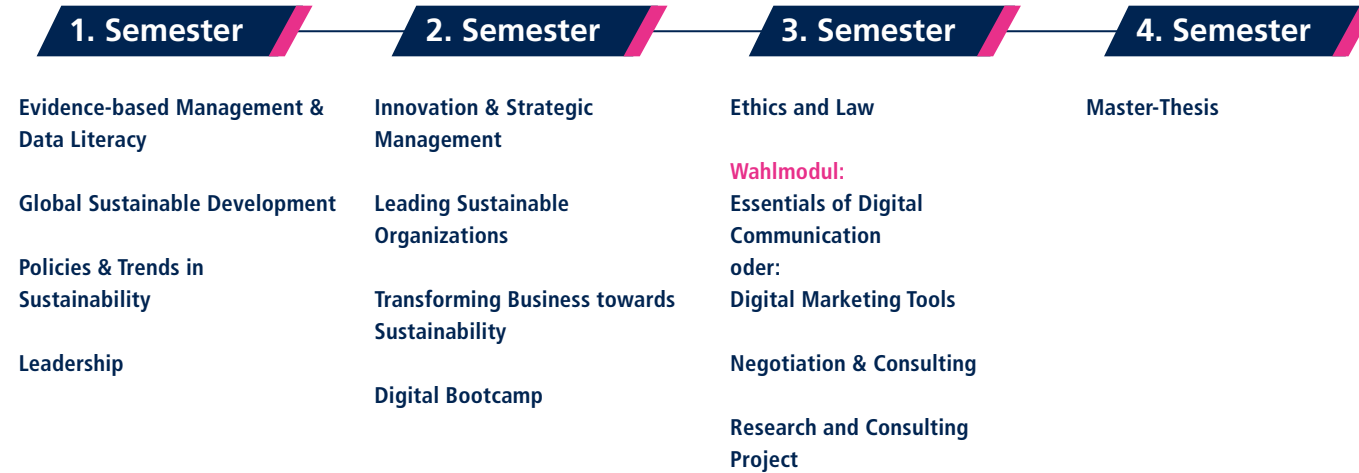 1. Semester
Evidence-based Management &
Data Literacy
Global Sustainable Development
Policies & Trends in
Sustainability
Leadership
2. Semester
Innovation & Strategic
Management
Leading Sustainable
Organizations
Transforming Business towards
Sustainability
Digital Bootcamp
3. Semester
Ethics and Law
Wahlmodul:
Essentials of Digital
Communication
oder:
Digital Marketing Tools
Negotiation & Consulting
Research and Consulting
Project
4. Semester
Master-Thesis